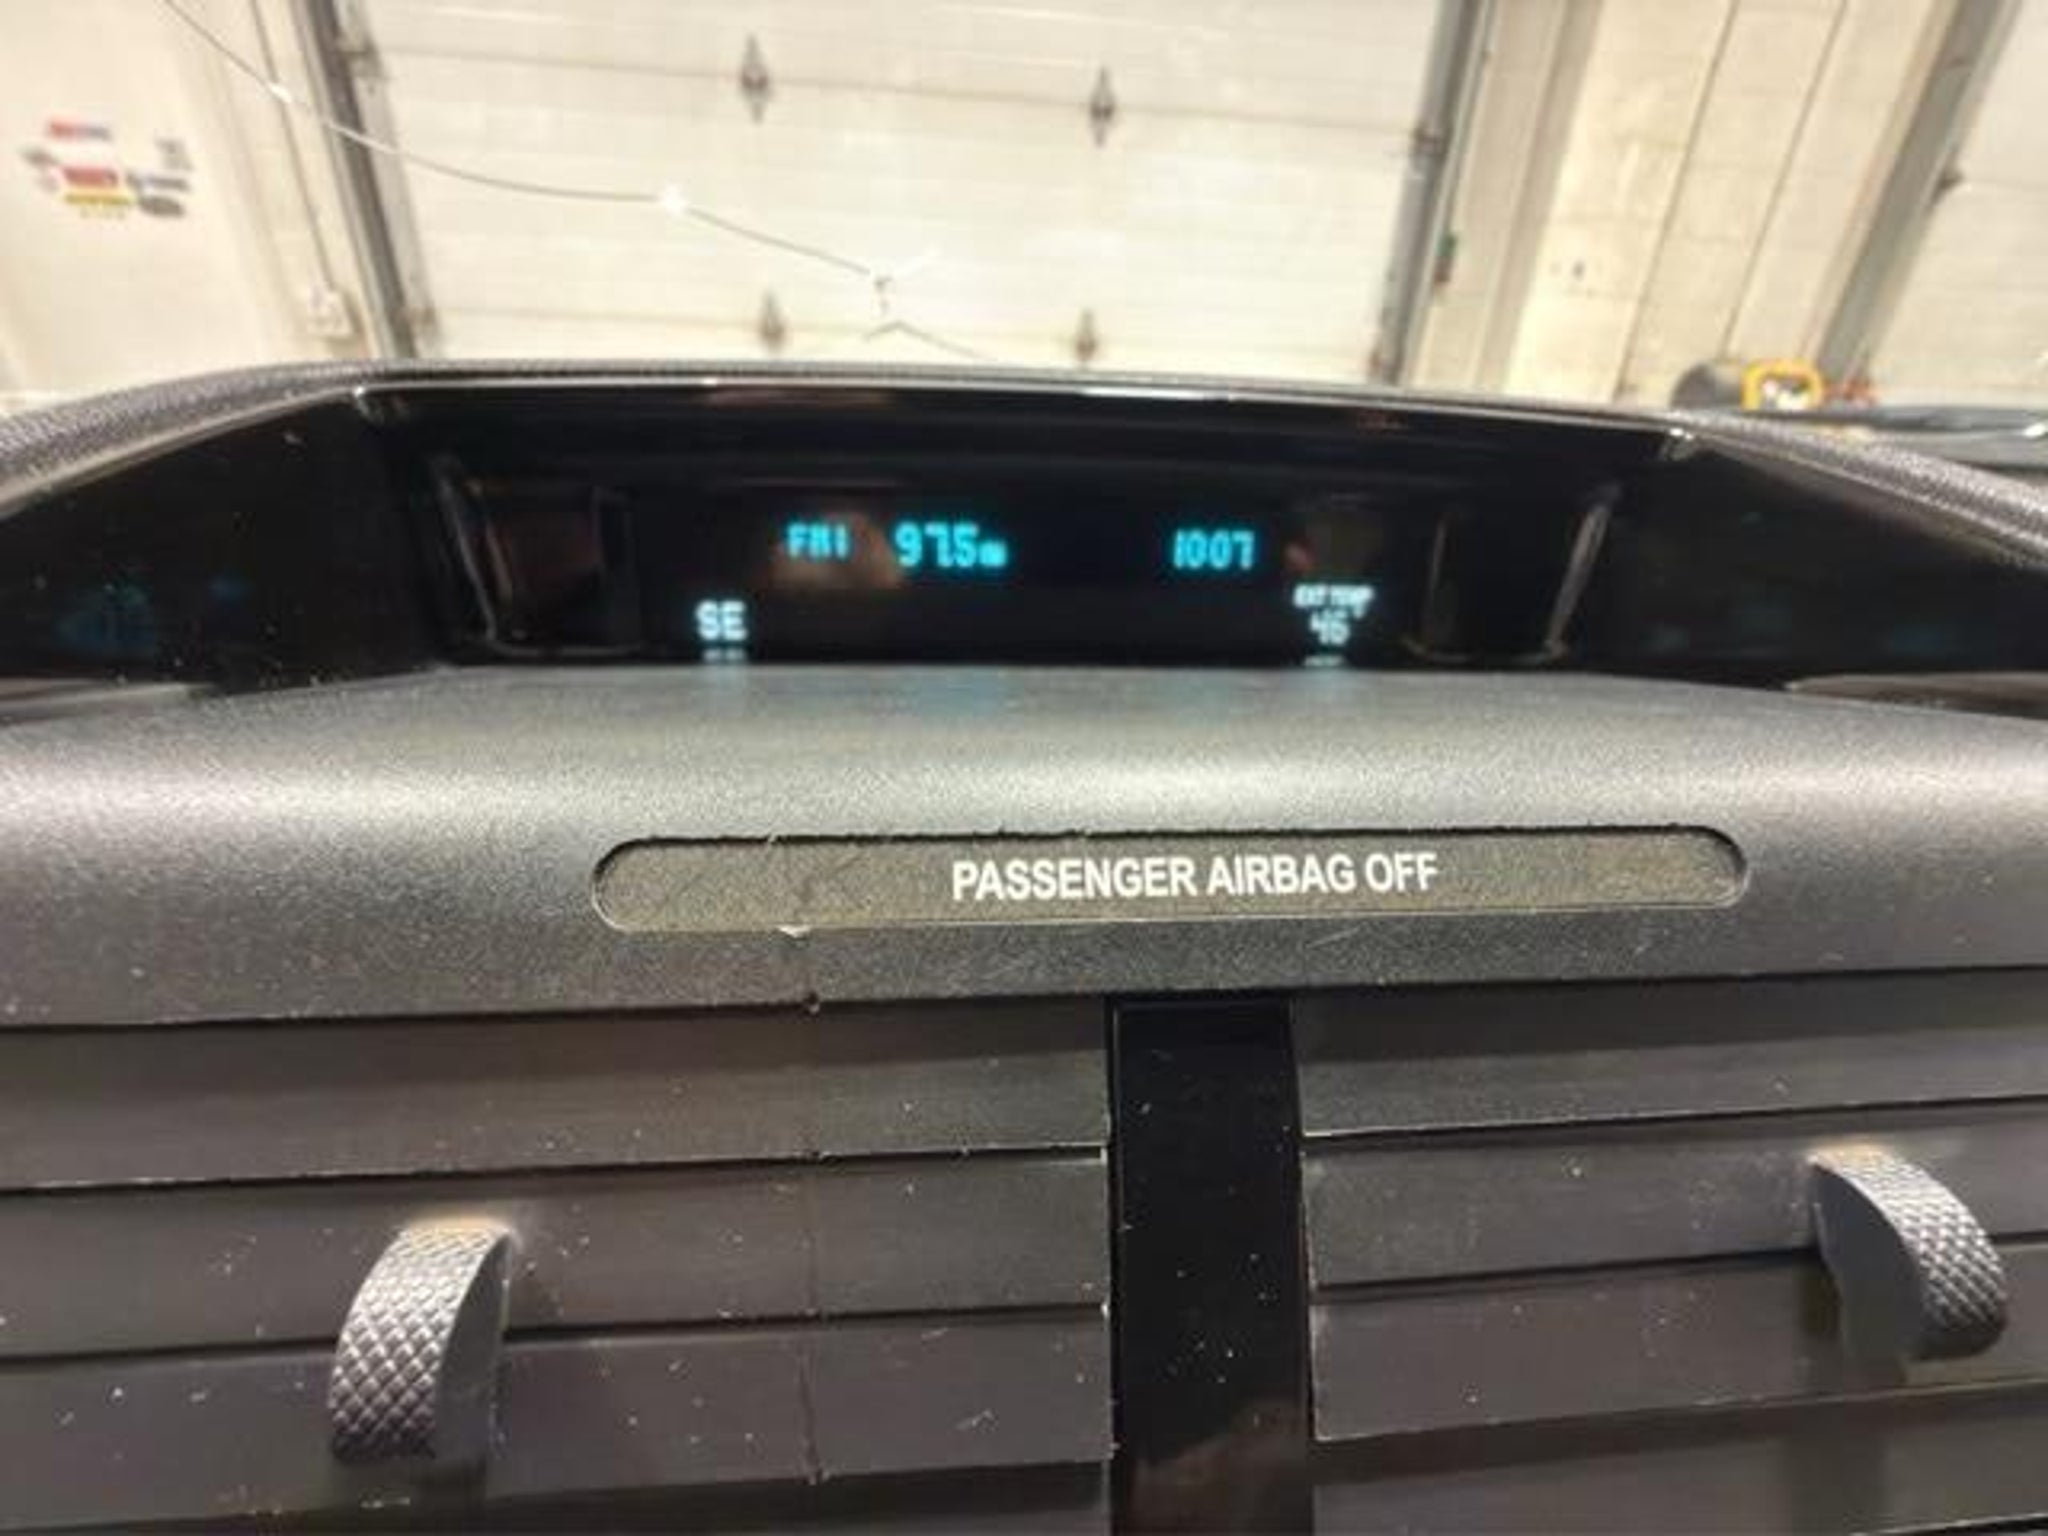 FM1 97.5 1007
SE
EXT TEMP
46°
PASSENGER AIRBAG OFF